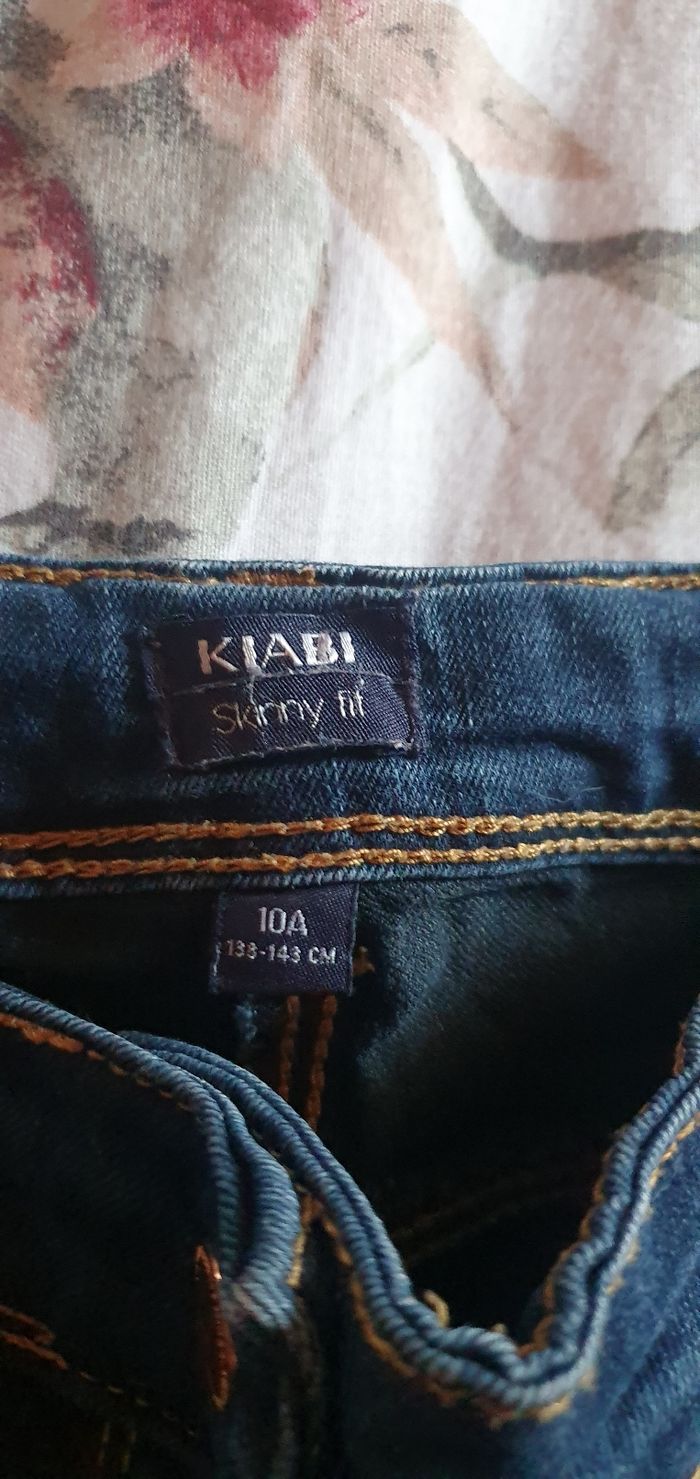 KIABI
Skinny fit
10A
138-143 CM